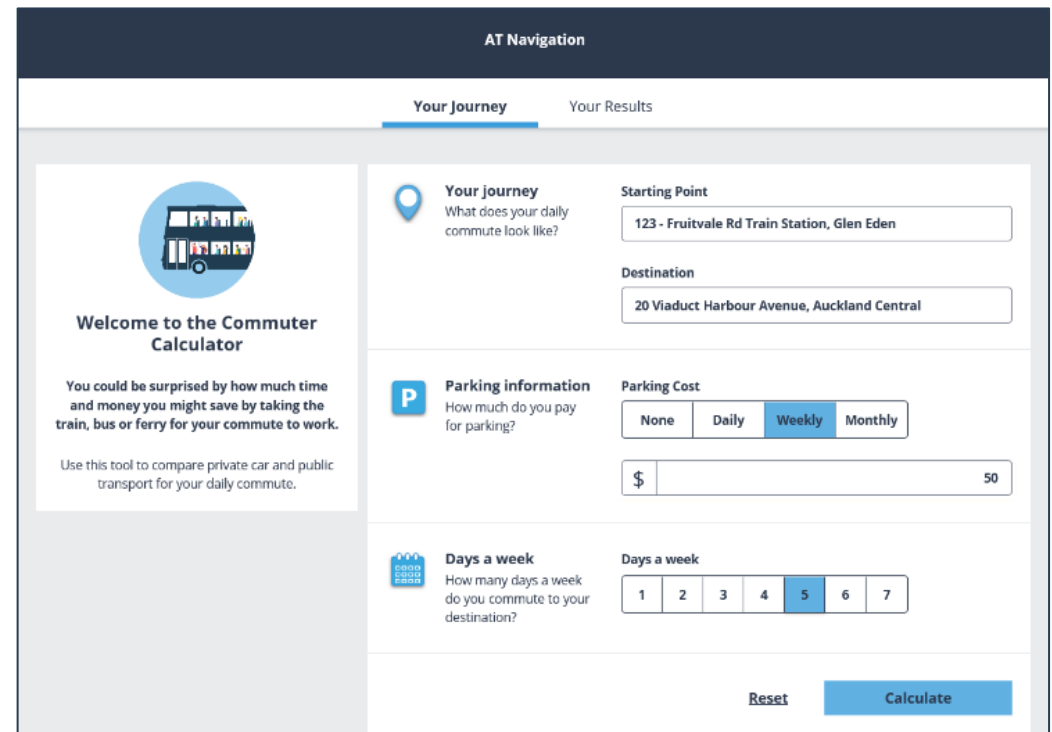 AT Navigation
Your Journey
Your Results
Welcome to the Commuter
Calculator
You could be surprised by how much time
and money you might save by taking the
train, bus or ferry for your commute to work.
Use this tool to compare private car and public
transport for your daily commute.
Your journey
What does your daily
commute look like?
Starting Point
123 - Fruitvale Rd Train Station, Glen Eden
Destination
20 Viaduct Harbour Avenue, Auckland Central
P
Parking information
How much do you pay
for parking?
Parking Cost
None Daily Weekly Monthly
$ 50
Days a week
How many days a week
do you commute to your
destination?
Days a week
1 2 3 4 5 6 7
Reset
Calculate